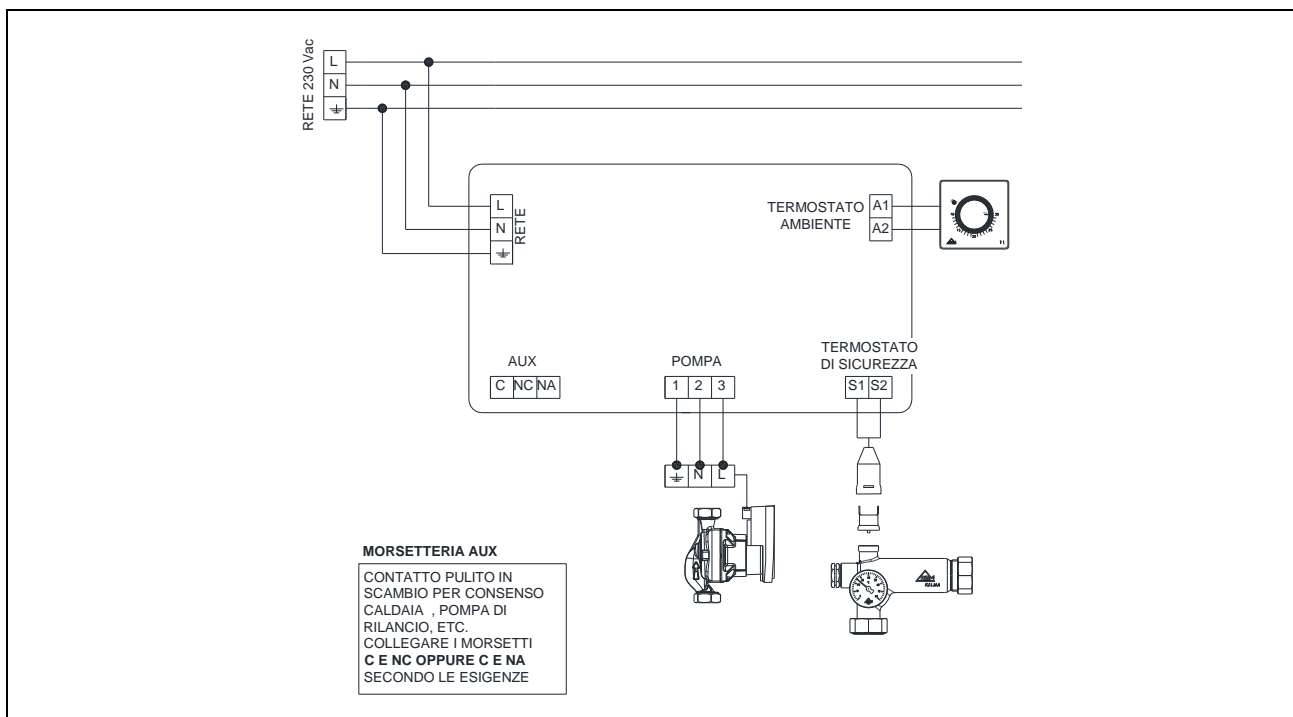 RETE 230 Vac
L
N
L
N
RETE
TERMOSTATO
AMBIENTE
A1
A2
AUX
C NC NA
POMPA
1 2 3
TERMOSTATO
DI SICUREZZA
S1 S2
N L
MORSETTERIA AUX
CONTATTO PULITO IN
SCAMBIO PER CONSENSO
CALDAIA , POMPA DI
RILANCIO, ETC.
COLLEGARE I MORSETTI
C E NC OPPURE C E NA
SECONDO LE ESIGENZE